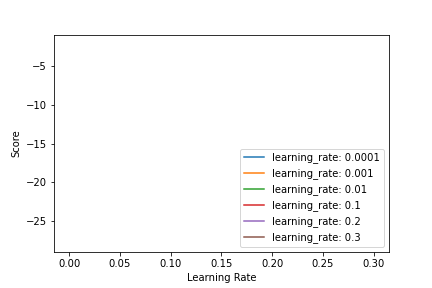 −5
−10
−15
−20
−25
Score
learning_rate: 0.0001
learning_rate: 0.001
learning_rate: 0.01
learning_rate: 0.1
learning_rate: 0.2
learning_rate: 0.3
0.00 0.05 0.10 0.15 0.20 0.25 0.30
Learning Rate